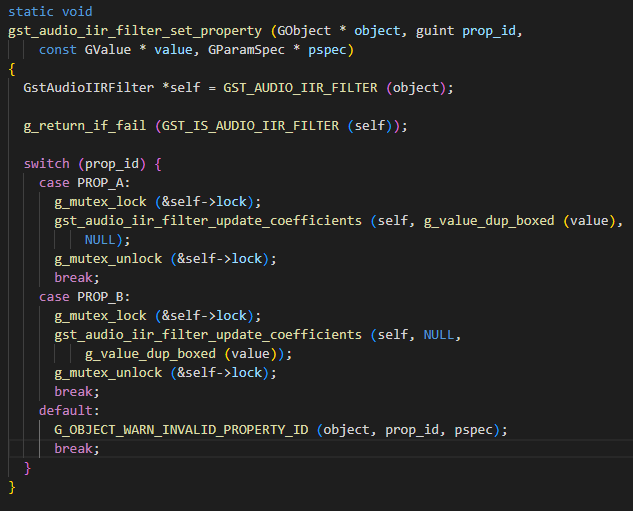 static void
gst_audio_iir_filter_set_property (GObject * object, guint prop_id,
    const GValue * value, GParamSpec * pspec)
{
  GstAudioIIRFilter *self = GST_AUDIO_IIR_FILTER (object);

  g_return_if_fail (GST_IS_AUDIO_IIR_FILTER (self));

  switch (prop_id) {
    case PROP_A:
      g_mutex_lock (&self->lock);
      gst_audio_iir_filter_update_coefficients (self, g_value_dup_boxed (value),
          NULL);
      g_mutex_unlock (&self->lock);
      break;
    case PROP_B:
      g_mutex_lock (&self->lock);
      gst_audio_iir_filter_update_coefficients (self, NULL,
          g_value_dup_boxed (value));
      g_mutex_unlock (&self->lock);
      break;
    default:
      G_OBJECT_WARN_INVALID_PROPERTY_ID (object, prop_id, pspec);
      break;
  }
}